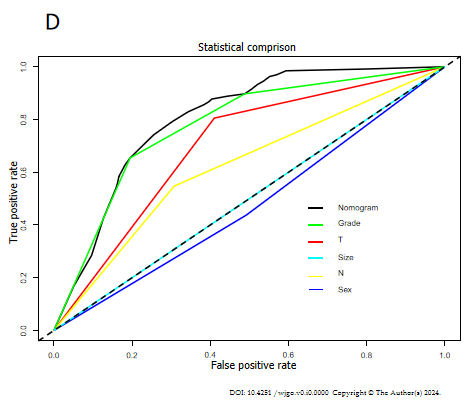 D
Statistical comprison
True positive rate
1.0
0.8
0.6
0.4
0.2
0.0
Nomogram
Grade
T
Size
N
Sex
0.0 0.2 0.4 0.6 0.8 1.0
False positive rate
DOI: 10.4251 /wjgo.v0.i0.0000 Copyright © The Author(s) 2024.